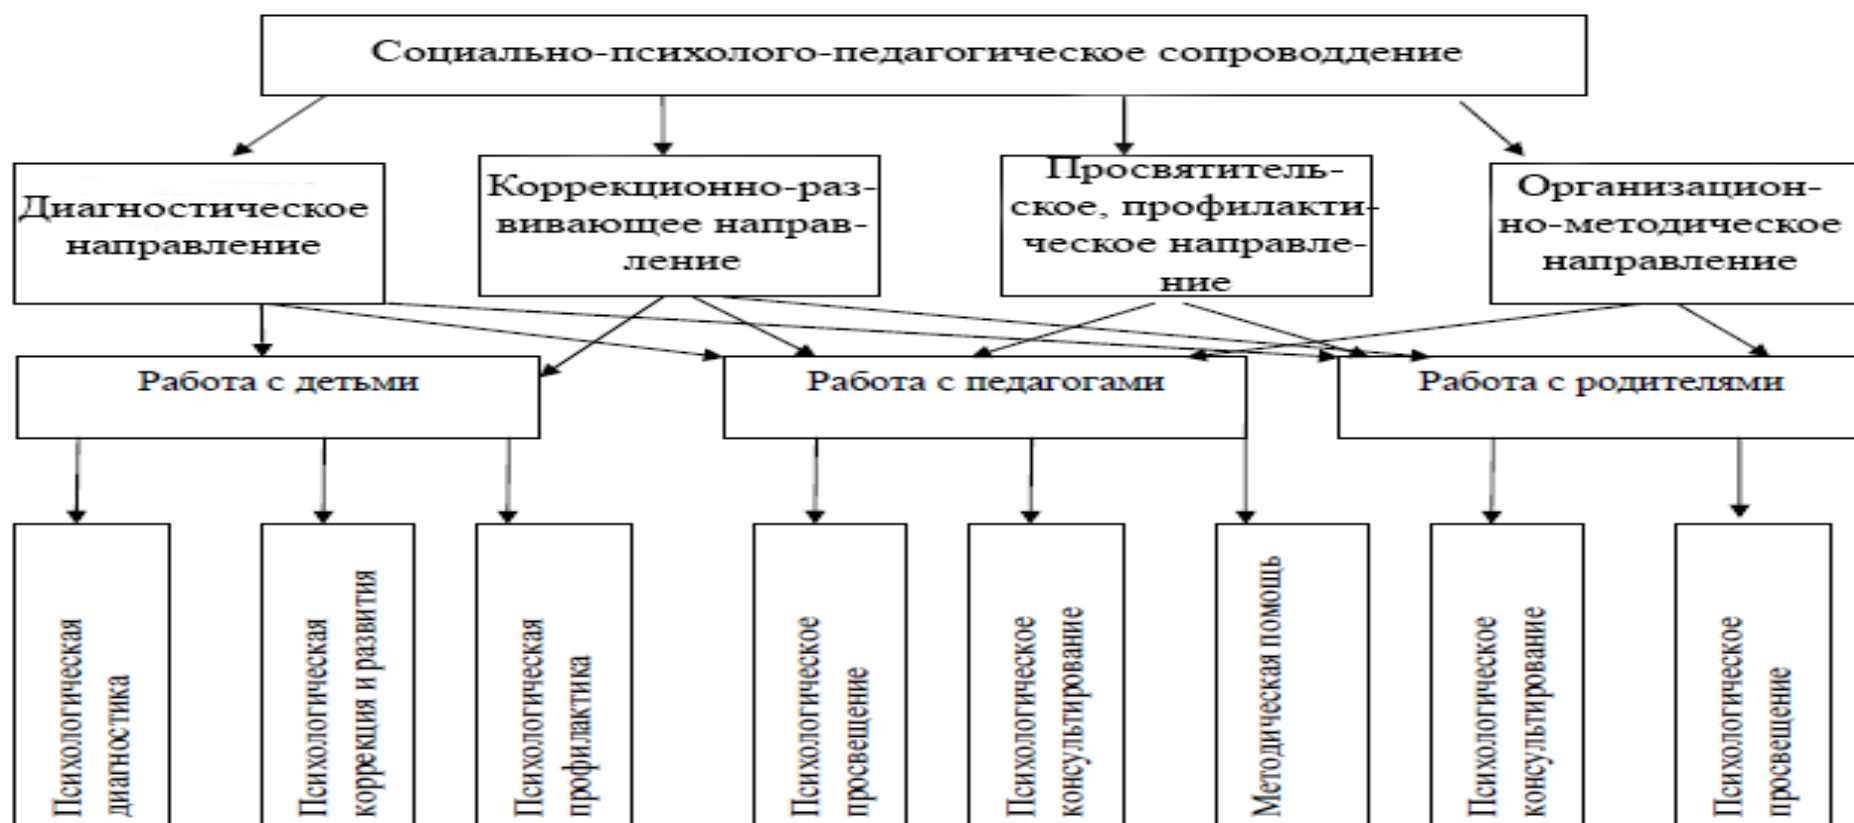 Социально-психолого-педагогическое сопроводдение
Диагностическое
направление
Коррекционно-раз-
вивающее направ-
ление
Просвятитель-
ское, профилакти-
ческое направле-
ние
Организацион-
но-методическое
направление
Работа с детьми
Работа с педагогами
Работа с родителями
Психологическая
диагностика
Психологическая
коррекция и развития
Психологическая
профилактика
Психологическое
просвещение
Психологическое
консультирование
Методическая помощь
Психологическое
консультирование
Психологическое
просвещение